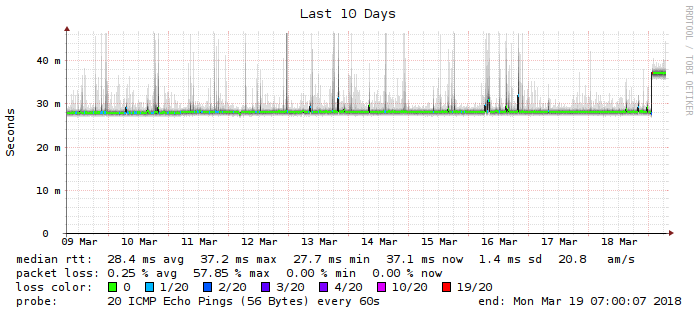 Last 10 Days
RRDTOOL / TOBI OETIKER
Seconds
40 m
30 m
20 m
10 m
0
09 Mar 10 Mar 11 Mar 12 Mar 13 Mar 14 Mar 15 Mar 16 Mar 17 Mar 18 Mar
median rtt: 28.4 ms avg 37.2 ms max 27.7 ms min 37.1 ms now 1.4 ms sd 20.8 am/s
packet loss: 0.25 % avg 57.85 % max 0.00 % min 0.00 % now
loss color: 0 1/20 2/20 3/20 4/20 10/20 19/20
probe: 20 ICMP Echo Pings (56 Bytes) every 60s end: Mon Mar 19 07:00:07 2018